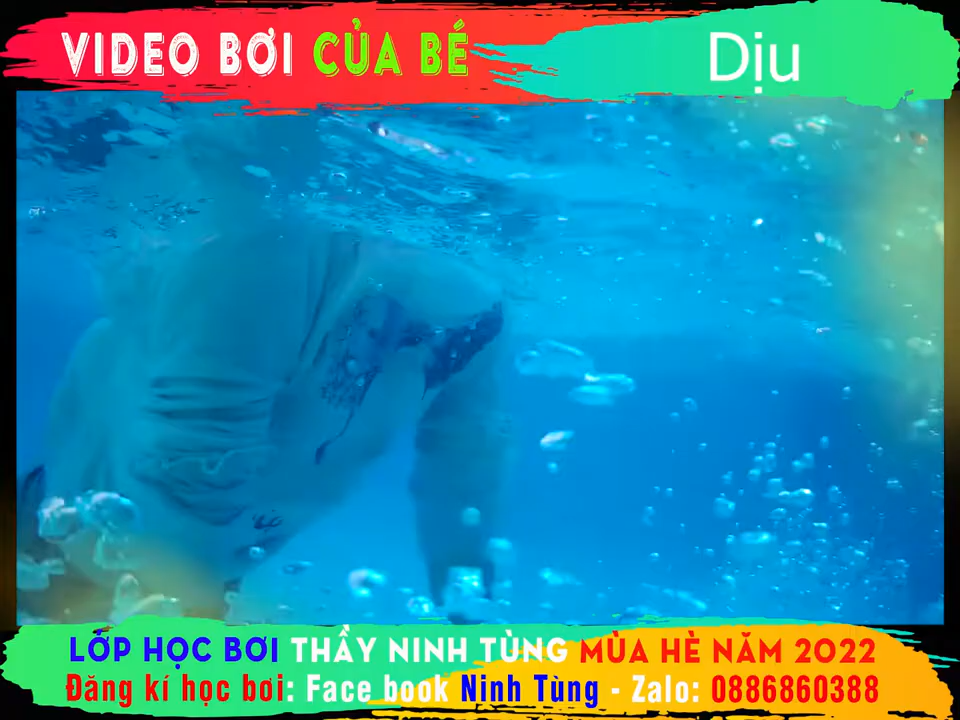 VIDEO BƠI CỦA BÉ
Dịu
LỚP HỌC BƠI THẦY NINH TÙNG MÙA HÈ NĂM 2022
Đăng kí học bơi: Face book Ninh Tùng - Zalo: 0886860388